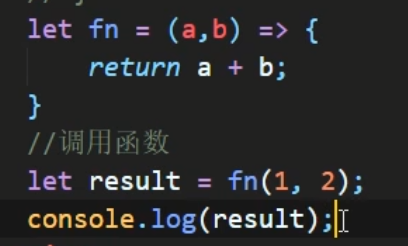 let fn = (a,b) => {
    return a + b;
}
//调用函数
let result = fn(1, 2);
console.log(result);